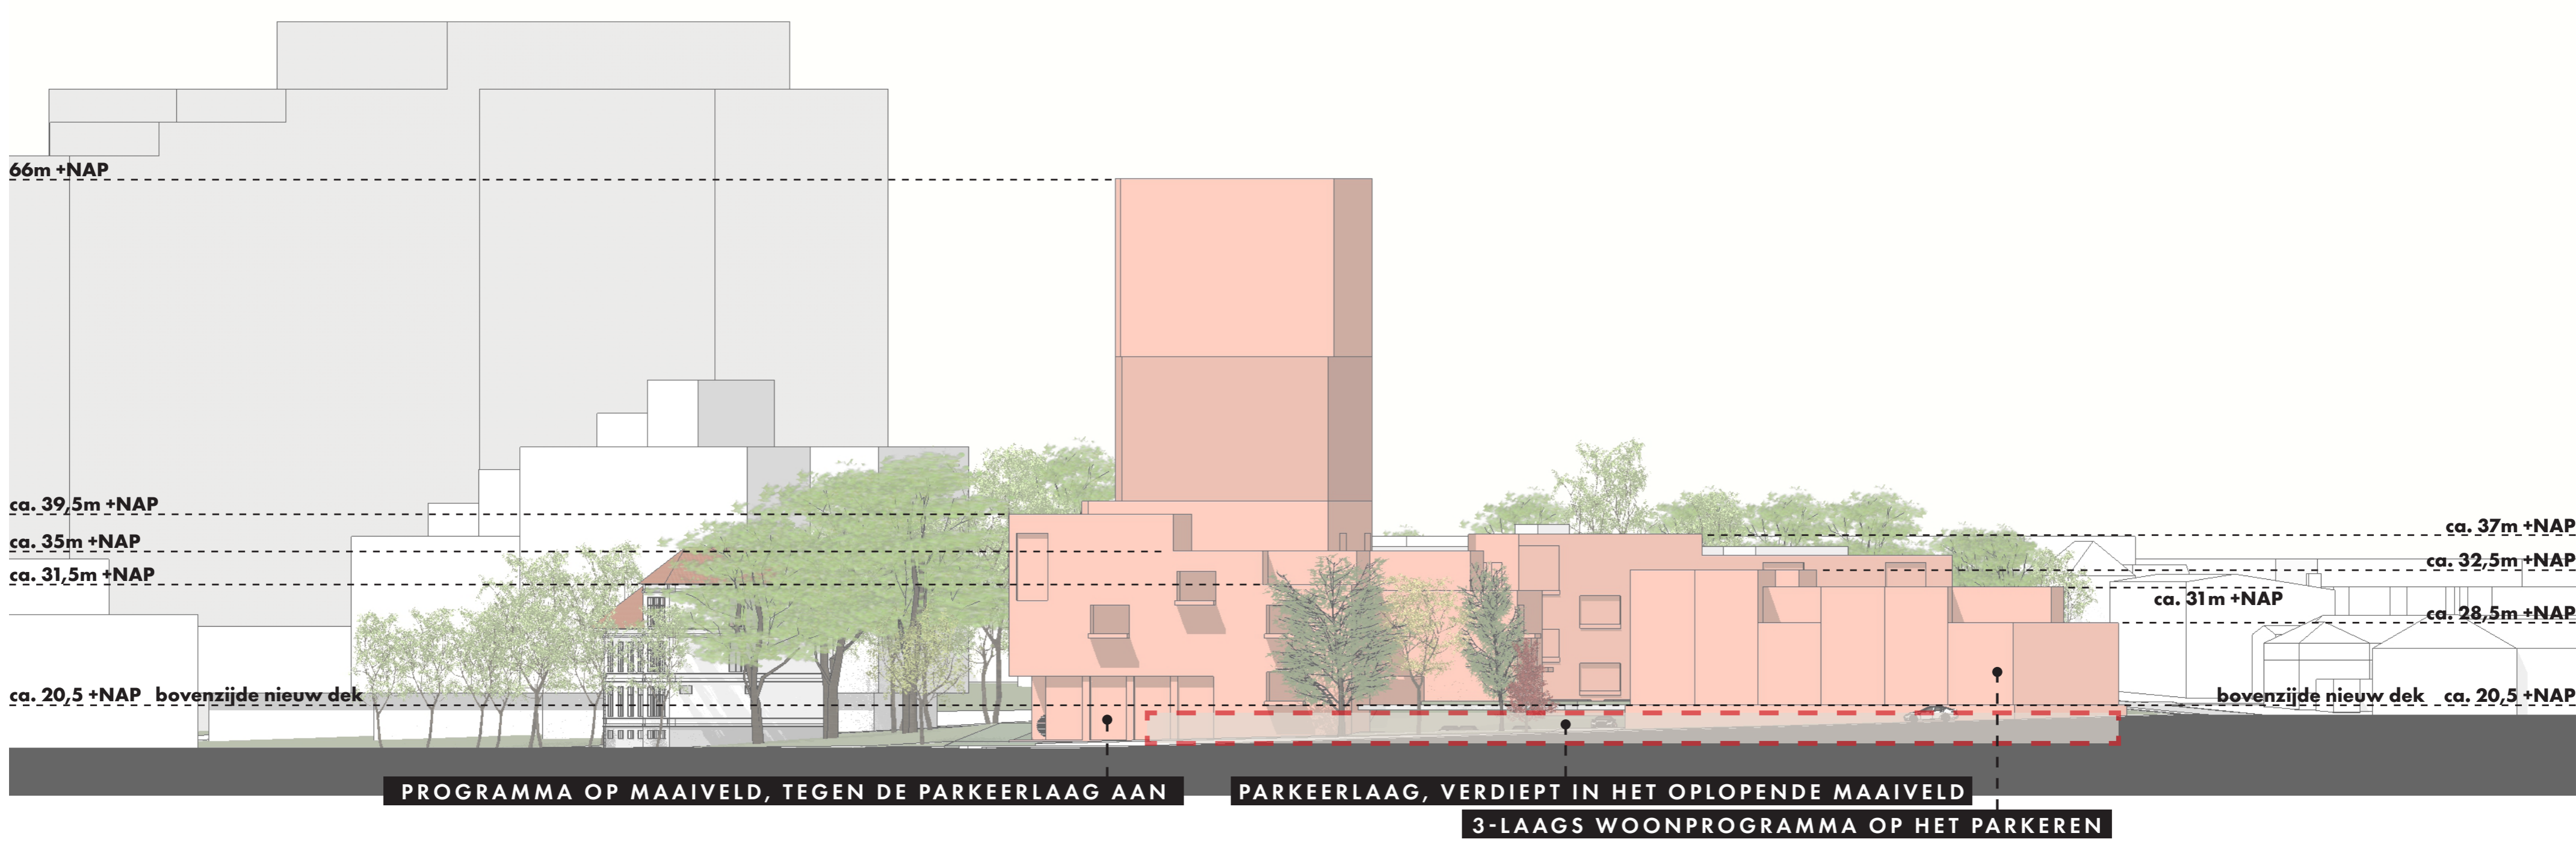 66m +NAP
ca. 39,5m +NAP
ca. 35m +NAP
ca. 31,5m +NAP
ca. 20,5 +NAP bovenzijde nieuw dek
ca. 37m +NAP
ca. 32,5m +NAP
ca. 31m +NAP
ca. 28,5m +NAP
bovenzijde nieuw dek ca. 20,5 +NAP
PROGRAMMA OP MAAIVELD, TEGEN DE PARKEERLAAG AAN
PARKEERLAAG, VERDIEPT IN HET OPLOPENDE MAAIVELD
3-LAAGS WOONPROGRAMMA OP HET PARKEREN